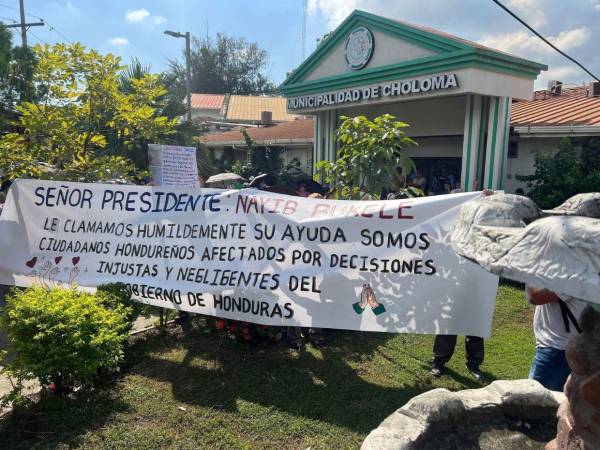 MUNICIPALIDAD DE CHOLOMA
SEÑOR PRESIDENTE: NAYIB BUKELE
LE CLAMAMOS HUMILDEMENTE SU AYUDA SOMOS
CIUDADANOS HONDUREÑOS AFECTADOS POR DECISIONES
INJUSTAS Y NEGLIGENTES DEL
GOBIERNO DE HONDURAS